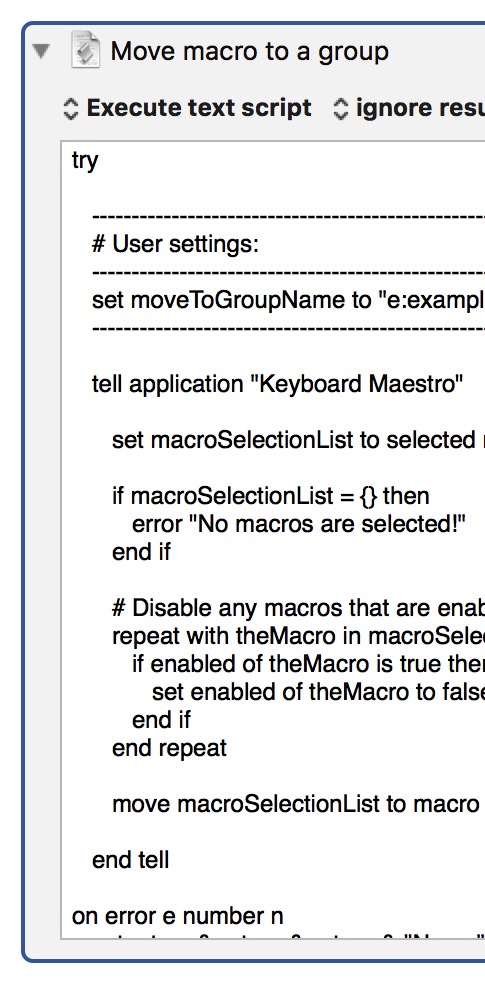 Move macro to a group
Execute text script ignore
try
------------------------------------------------------------
# User settings:
------------------------------------------------------------
set moveToGroupName to "e:exampl
------------------------------------------------------------
tell application "Keyboard Maestro"
set macroSelectionList to selected
if macroSelectionList = {} then
error "No macros are selected!"
end if
# Disable any macros that are enab
repeat with theMacro in macroSelec
if enabled of theMacro is true then
set enabled of theMacro to false
end if
end repeat
move macroSelectionList to macro
end tell
on error e number n